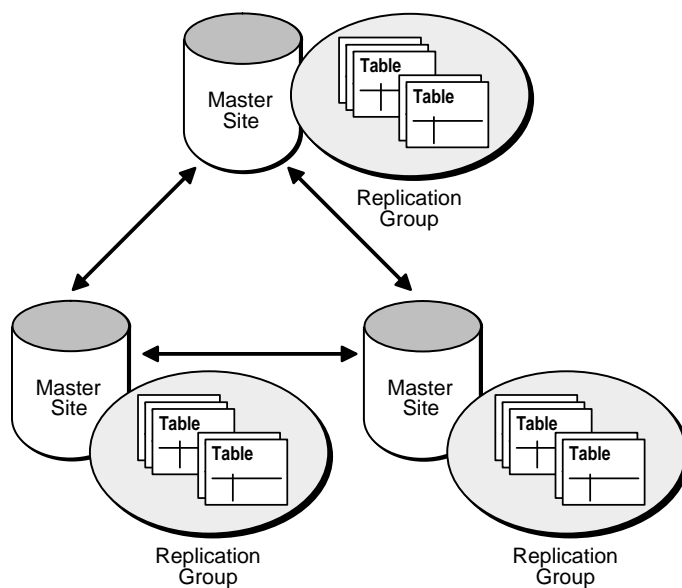 Master
Site
Table
Table
Replication
Group
Master
Site
Table
Table
Replication
Group
Master
Site
Table
Table
Replication
Group